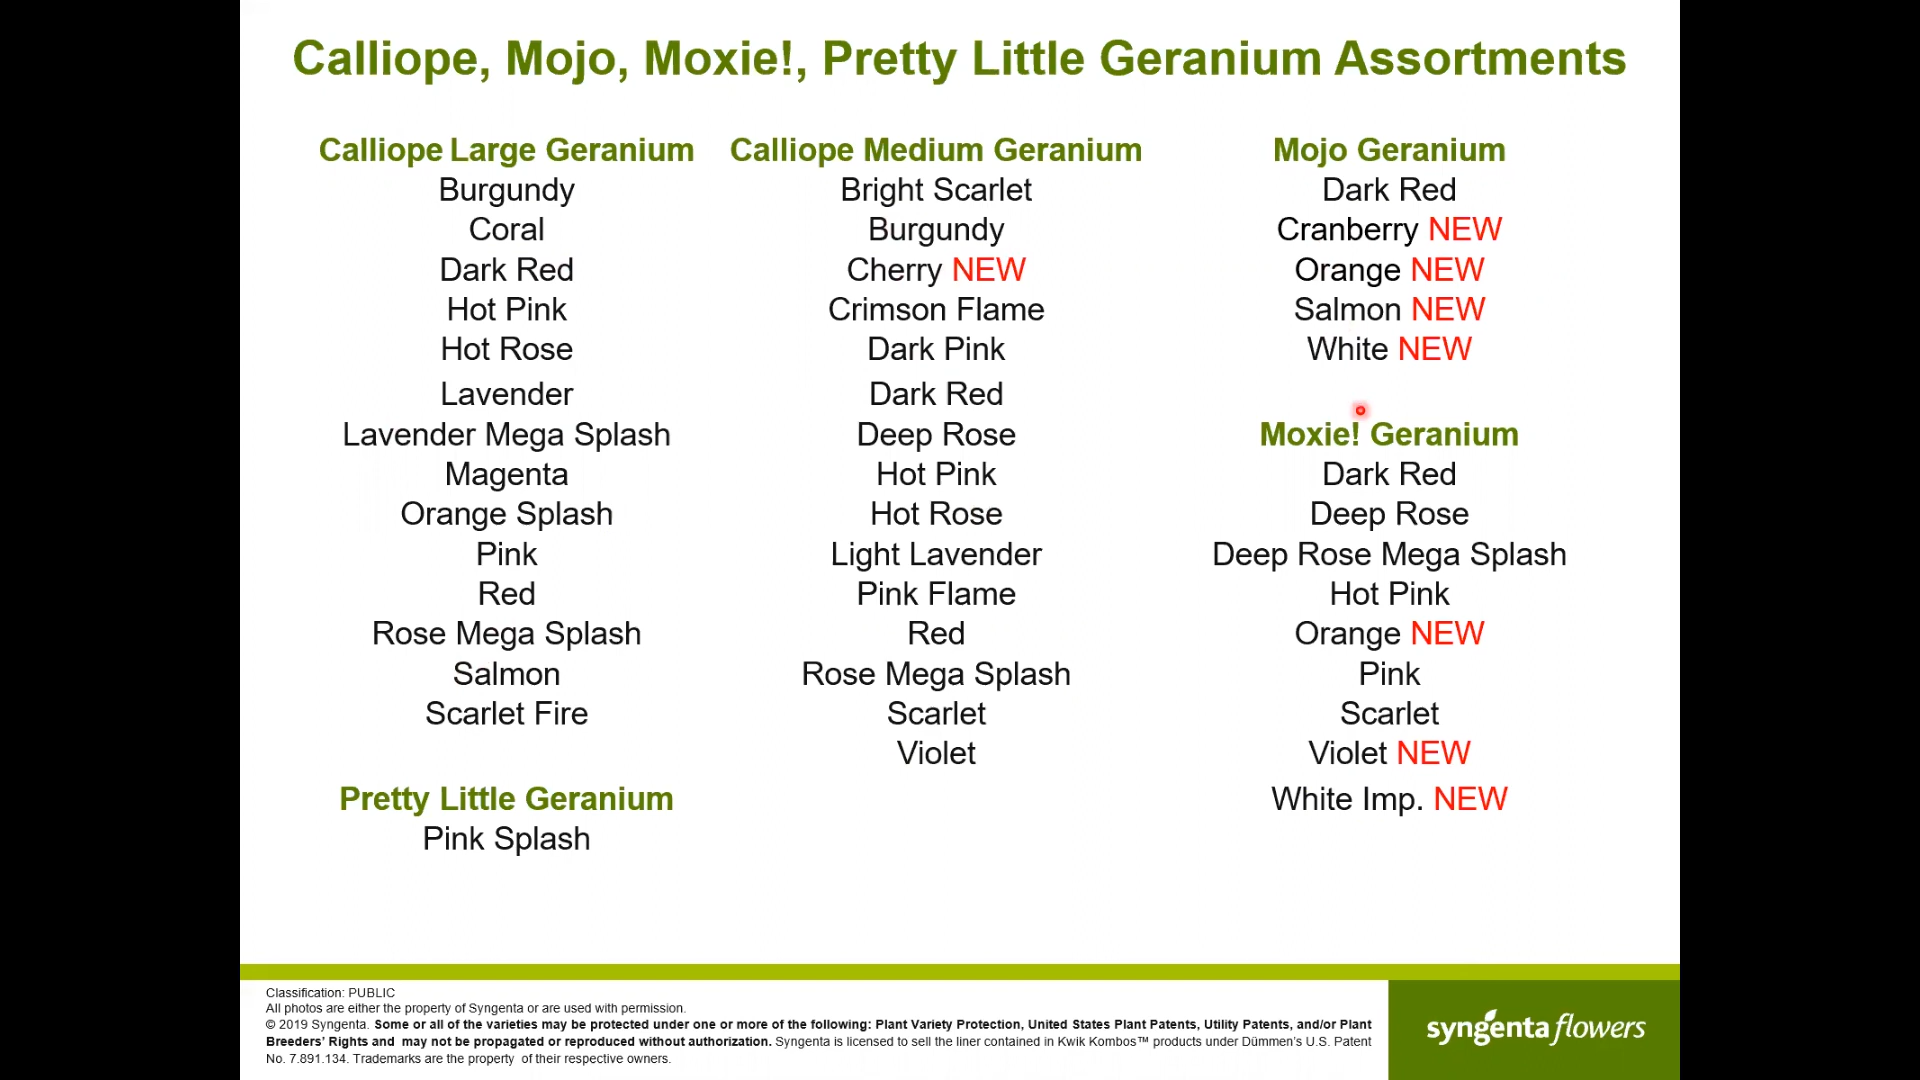 Calliope, Mojo, Moxie!, Pretty Little Geranium Assortments
Calliope Large Geranium
Burgundy
Coral
Dark Red
Hot Pink
Hot Rose
Lavender
Lavender Mega Splash
Magenta
Orange Splash
Pink
Red
Rose Mega Splash
Salmon
Scarlet Fire
Pretty Little Geranium
Pink Splash
Calliope Medium Geranium
Bright Scarlet
Burgundy
Cherry NEW
Crimson Flame
Dark Pink
Dark Red
Deep Rose
Hot Pink
Hot Rose
Light Lavender
Pink Flame
Red
Rose Mega Splash
Scarlet
Violet
Mojo Geranium
Dark Red
Cranberry NEW
Orange NEW
Salmon NEW
White NEW
Moxie! Geranium
Dark Red
Deep Rose
Deep Rose Mega Splash
Hot Pink
Orange NEW
Pink
Scarlet
Violet NEW
White Imp. NEW
Classification: PUBLIC
All photos are either the property of Syngenta or are used with permission.
© 2019 Syngenta. Some or all of the varieties may be protected under one or more of the following: Plant Variety Protection, United States Plant Patents, Utility Patents, and/or Plant
Breeders’ Rights and may not be propagated or reproduced without authorization. Syngenta is licensed to sell the liner contained in Kwik Kombos™ products under Dümmen’s U.S. Patent
No. 7.891.134. Trademarks are the property of their respective owners.
syngenta flowers